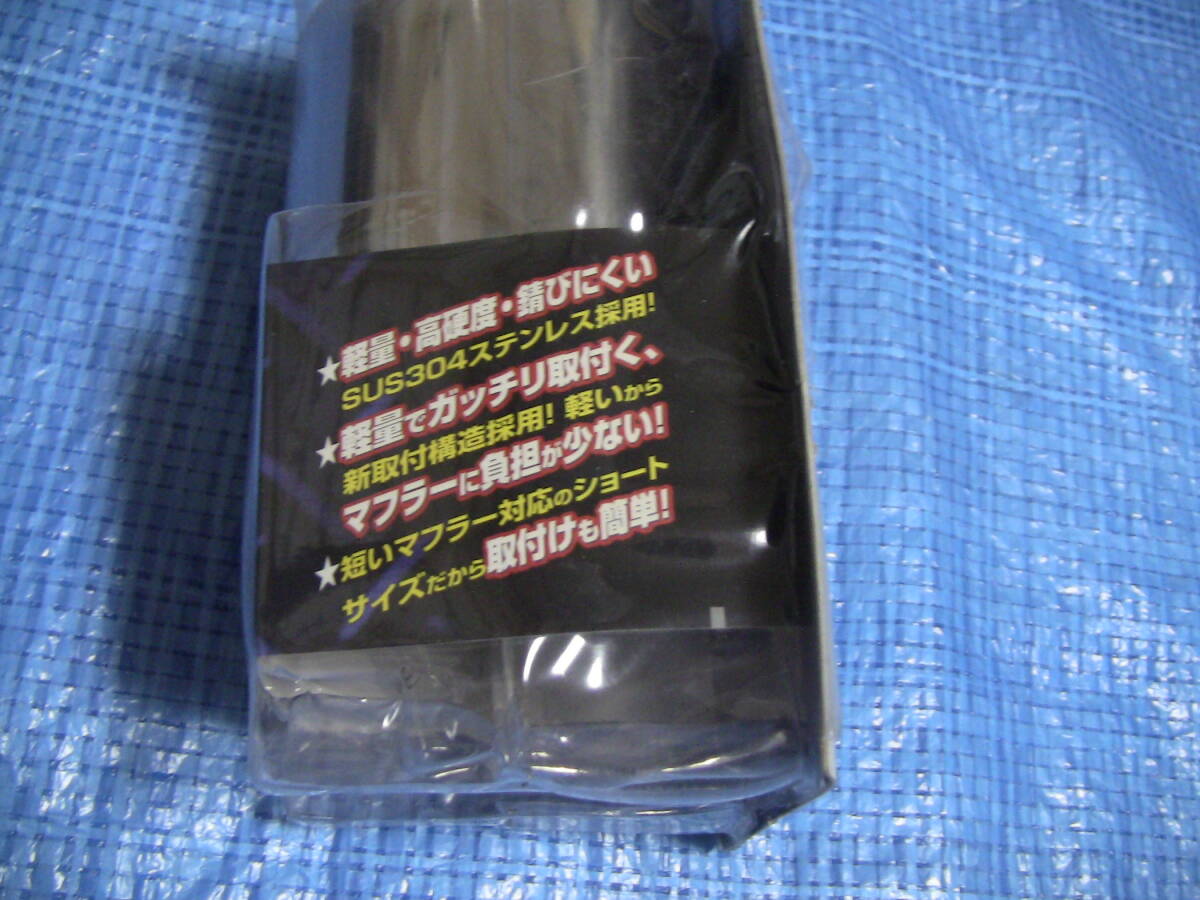 ★軽量・高硬度・錆びにくい
SUS304ステンレス採用!
★軽量でガッチリ取付く、
新取付構造採用! 軽いから
マフラーに負担が少ない!
★短いマフラー対応のショート
サイズだから取付けも簡単!